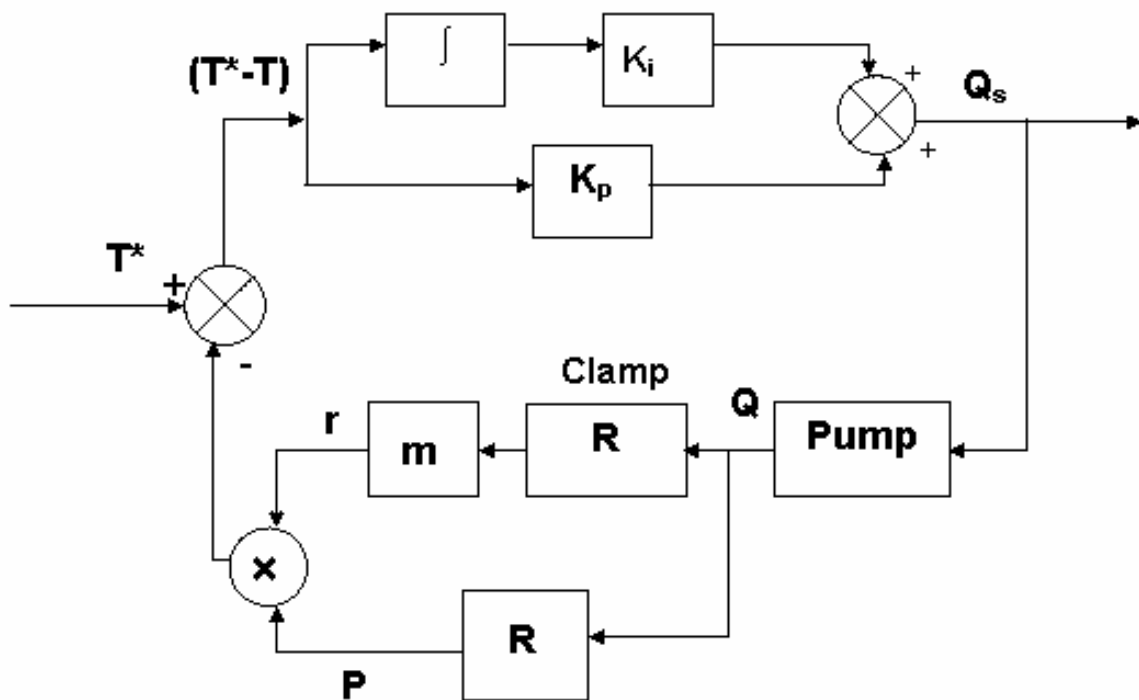 (T*-T)
∫
Kᵢ
+
Qₛ
+
Kₚ
T*
+
-
Clamp
r
m
R
Q
Pump
×
R
P